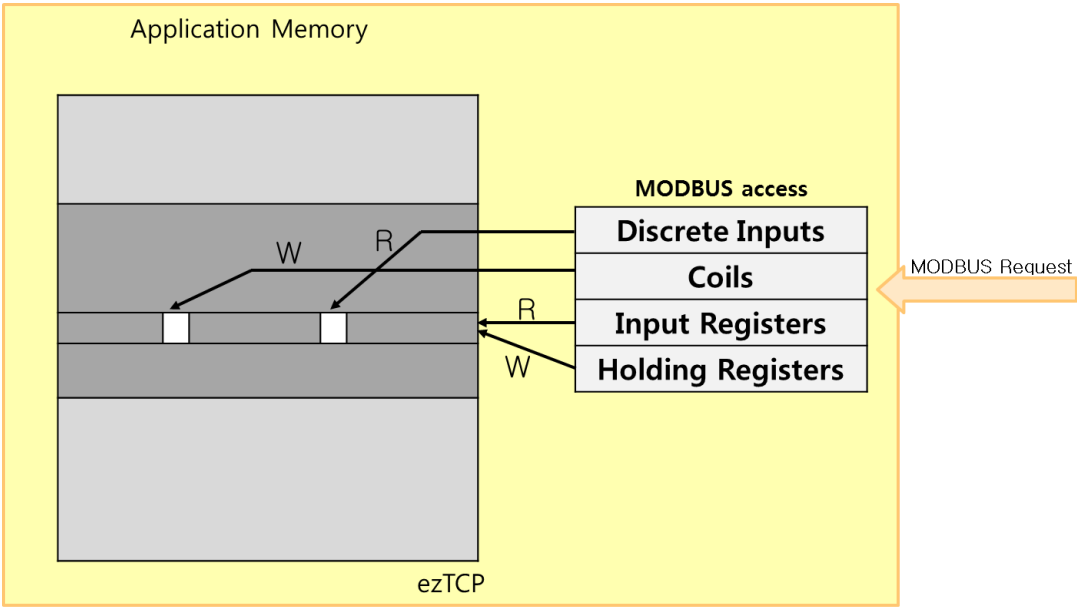 Application Memory
MODBUS access
Discrete Inputs
R
W
Coils
MODBUS Request
R
Input Registers
W
Holding Registers
ezTCP